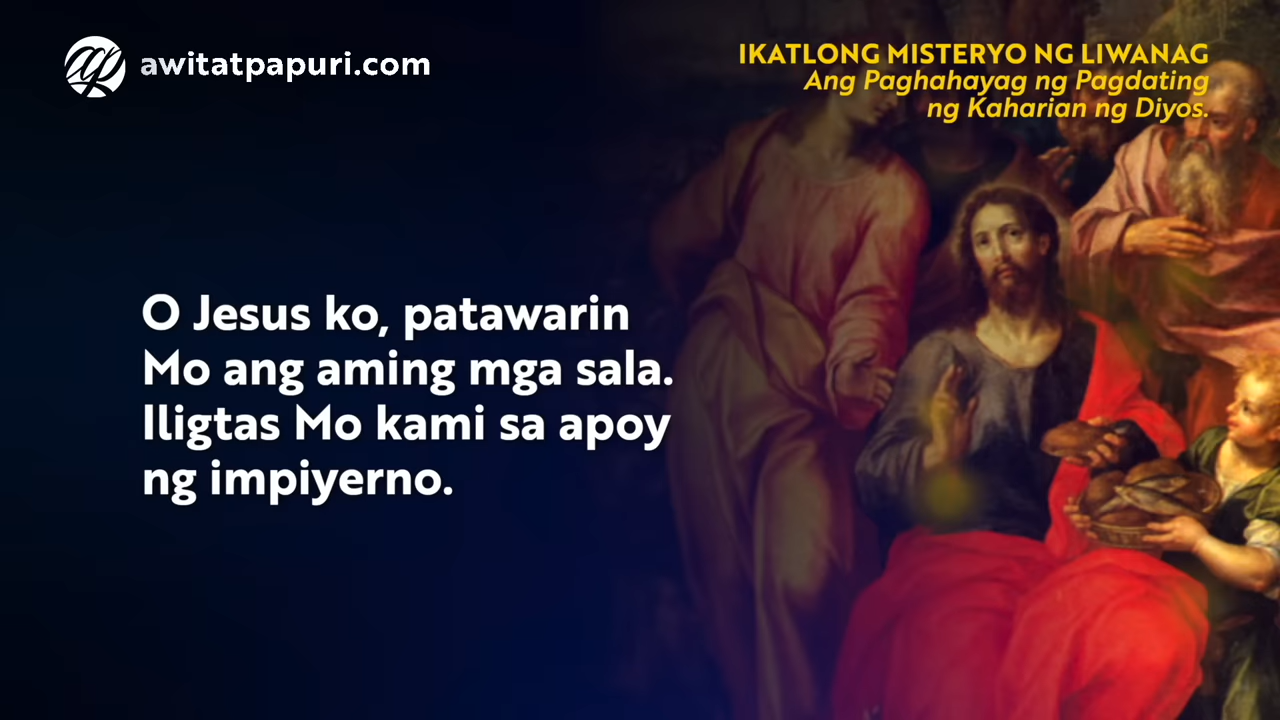 awitatpapuri.com
IKATLONG MISTERYO NG LIWANAG
Ang Paghahayag ng Pagdating
ng Kaharian ng Diyos.
O Jesus ko, patawarin
Mo ang aming mga sala.
Iligtas Mo kami sa apoy
ng impiyerno.